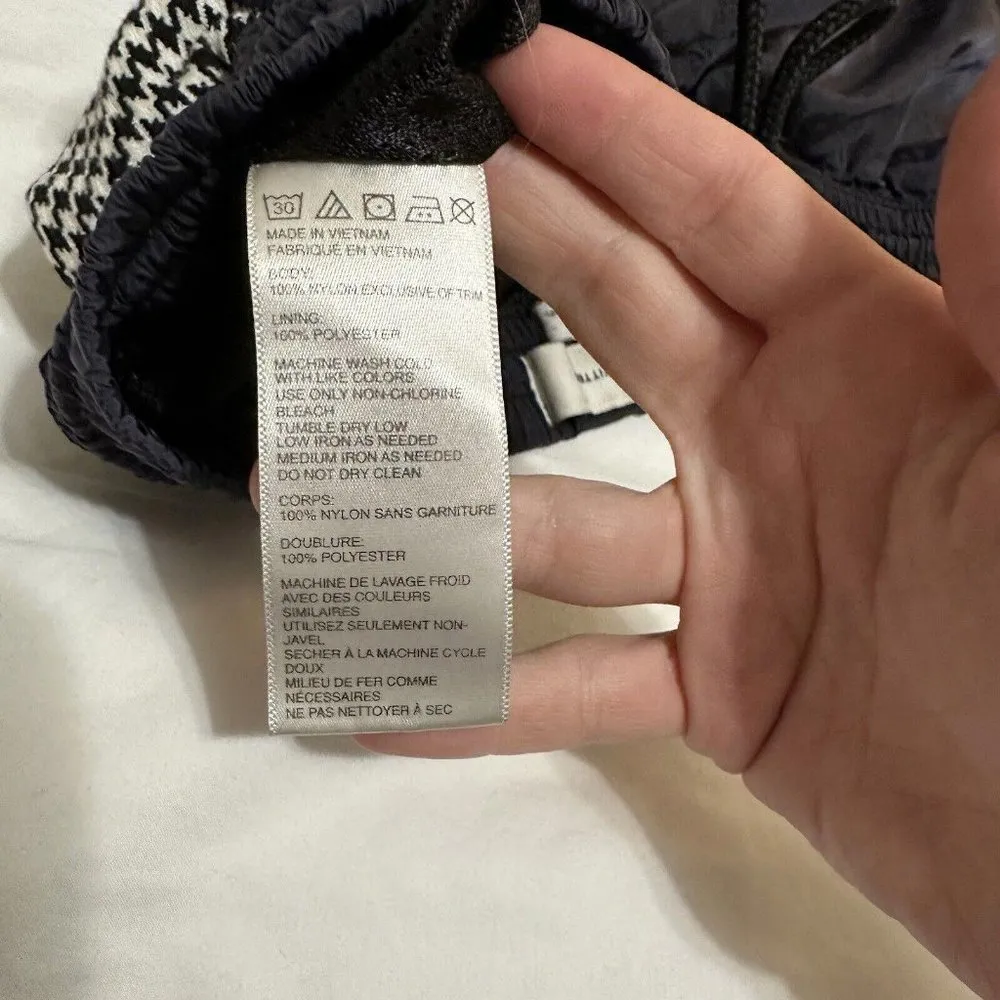 30
MADE IN VIETNAM
FABRIQUE EN VIETNAM
BODY:
100% NYLON EXCLUSIVE OF TRIM
LINING:
100% POLYESTER
MACHINE WASH COLD
WITH LIKE COLORS
USE ONLY NON-CHLORINE
BLEACH
TUMBLE DRY LOW
LOW IRON AS NEEDED
MEDIUM IRON AS NEEDED
DO NOT DRY CLEAN
CORPS:
100% NYLON SANS GARNITURE
DOUBLURE:
100% POLYESTER
MACHINE DE LAVAGE FROID
AVEC DES COULEURS
SIMILAIRES
UTILISEZ SEULEMENT NON-
JAVEL
SECHER À LA MACHINE CYCLE
DOUX
MILIEU DE FER COMME
NÉCESSAIRES
NE PAS NETTOYER À SEC